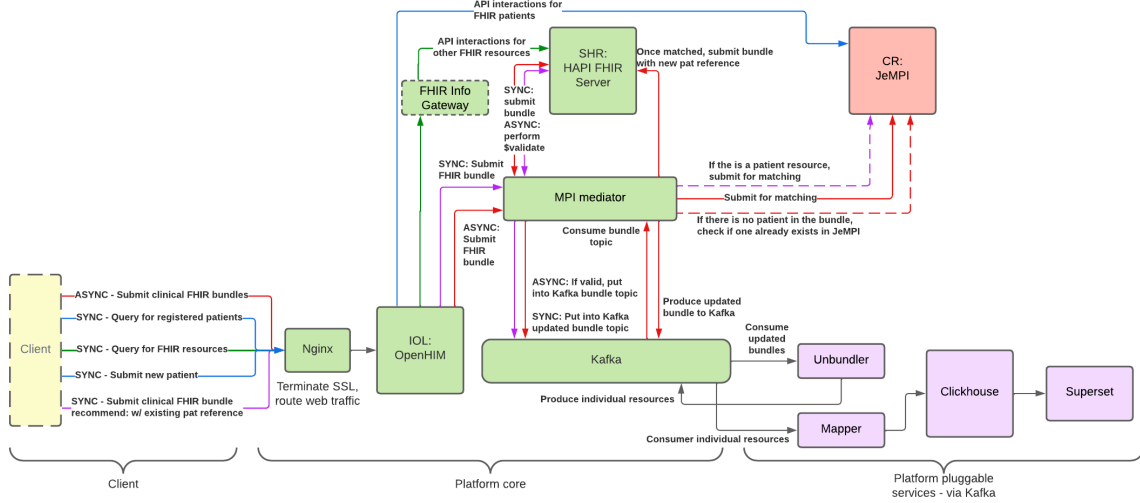 API interactions for
FHIR patients
API interactions for
other FHIR resources
SHR:
HAPI FHIR
Server
Once matched, submit bundle
with new pat reference
CR:
JeMPI
FHIR Info
Gateway
SYNC:
submit
bundle
ASYNC:
perform
$validate
SYNC: Submit
FHIR bundle
If the is a patient resource,
submit for matching
MPI mediator
Submit for matching
ASYNC:
Submit
FHIR
bundle
Consume bundle
topic
If there is no patient in the bundle,
check if one already exists in JeMPI
ASYNC: If valid, put
into Kafka bundle topic
SYNC: Put into Kafka
updated bundle topic
Produce updated
bundle to Kafka
Client
ASYNC - Submit clinical FHIR bundles
SYNC - Query for registered patients
SYNC - Query for FHIR resources
SYNC - Submit new patient
SYNC - Submit clinical FHIR bundle
recommend: w/ existing pat reference
Nginx
Terminate SSL,
route web traffic
IOL:
OpenHIM
Kafka
Consume
updated
bundles
Unbundler
Produce individual resources
Consumer individual resources
Mapper
Clickhouse
Superset
Client
Platform core
Platform pluggable
services - via Kafka